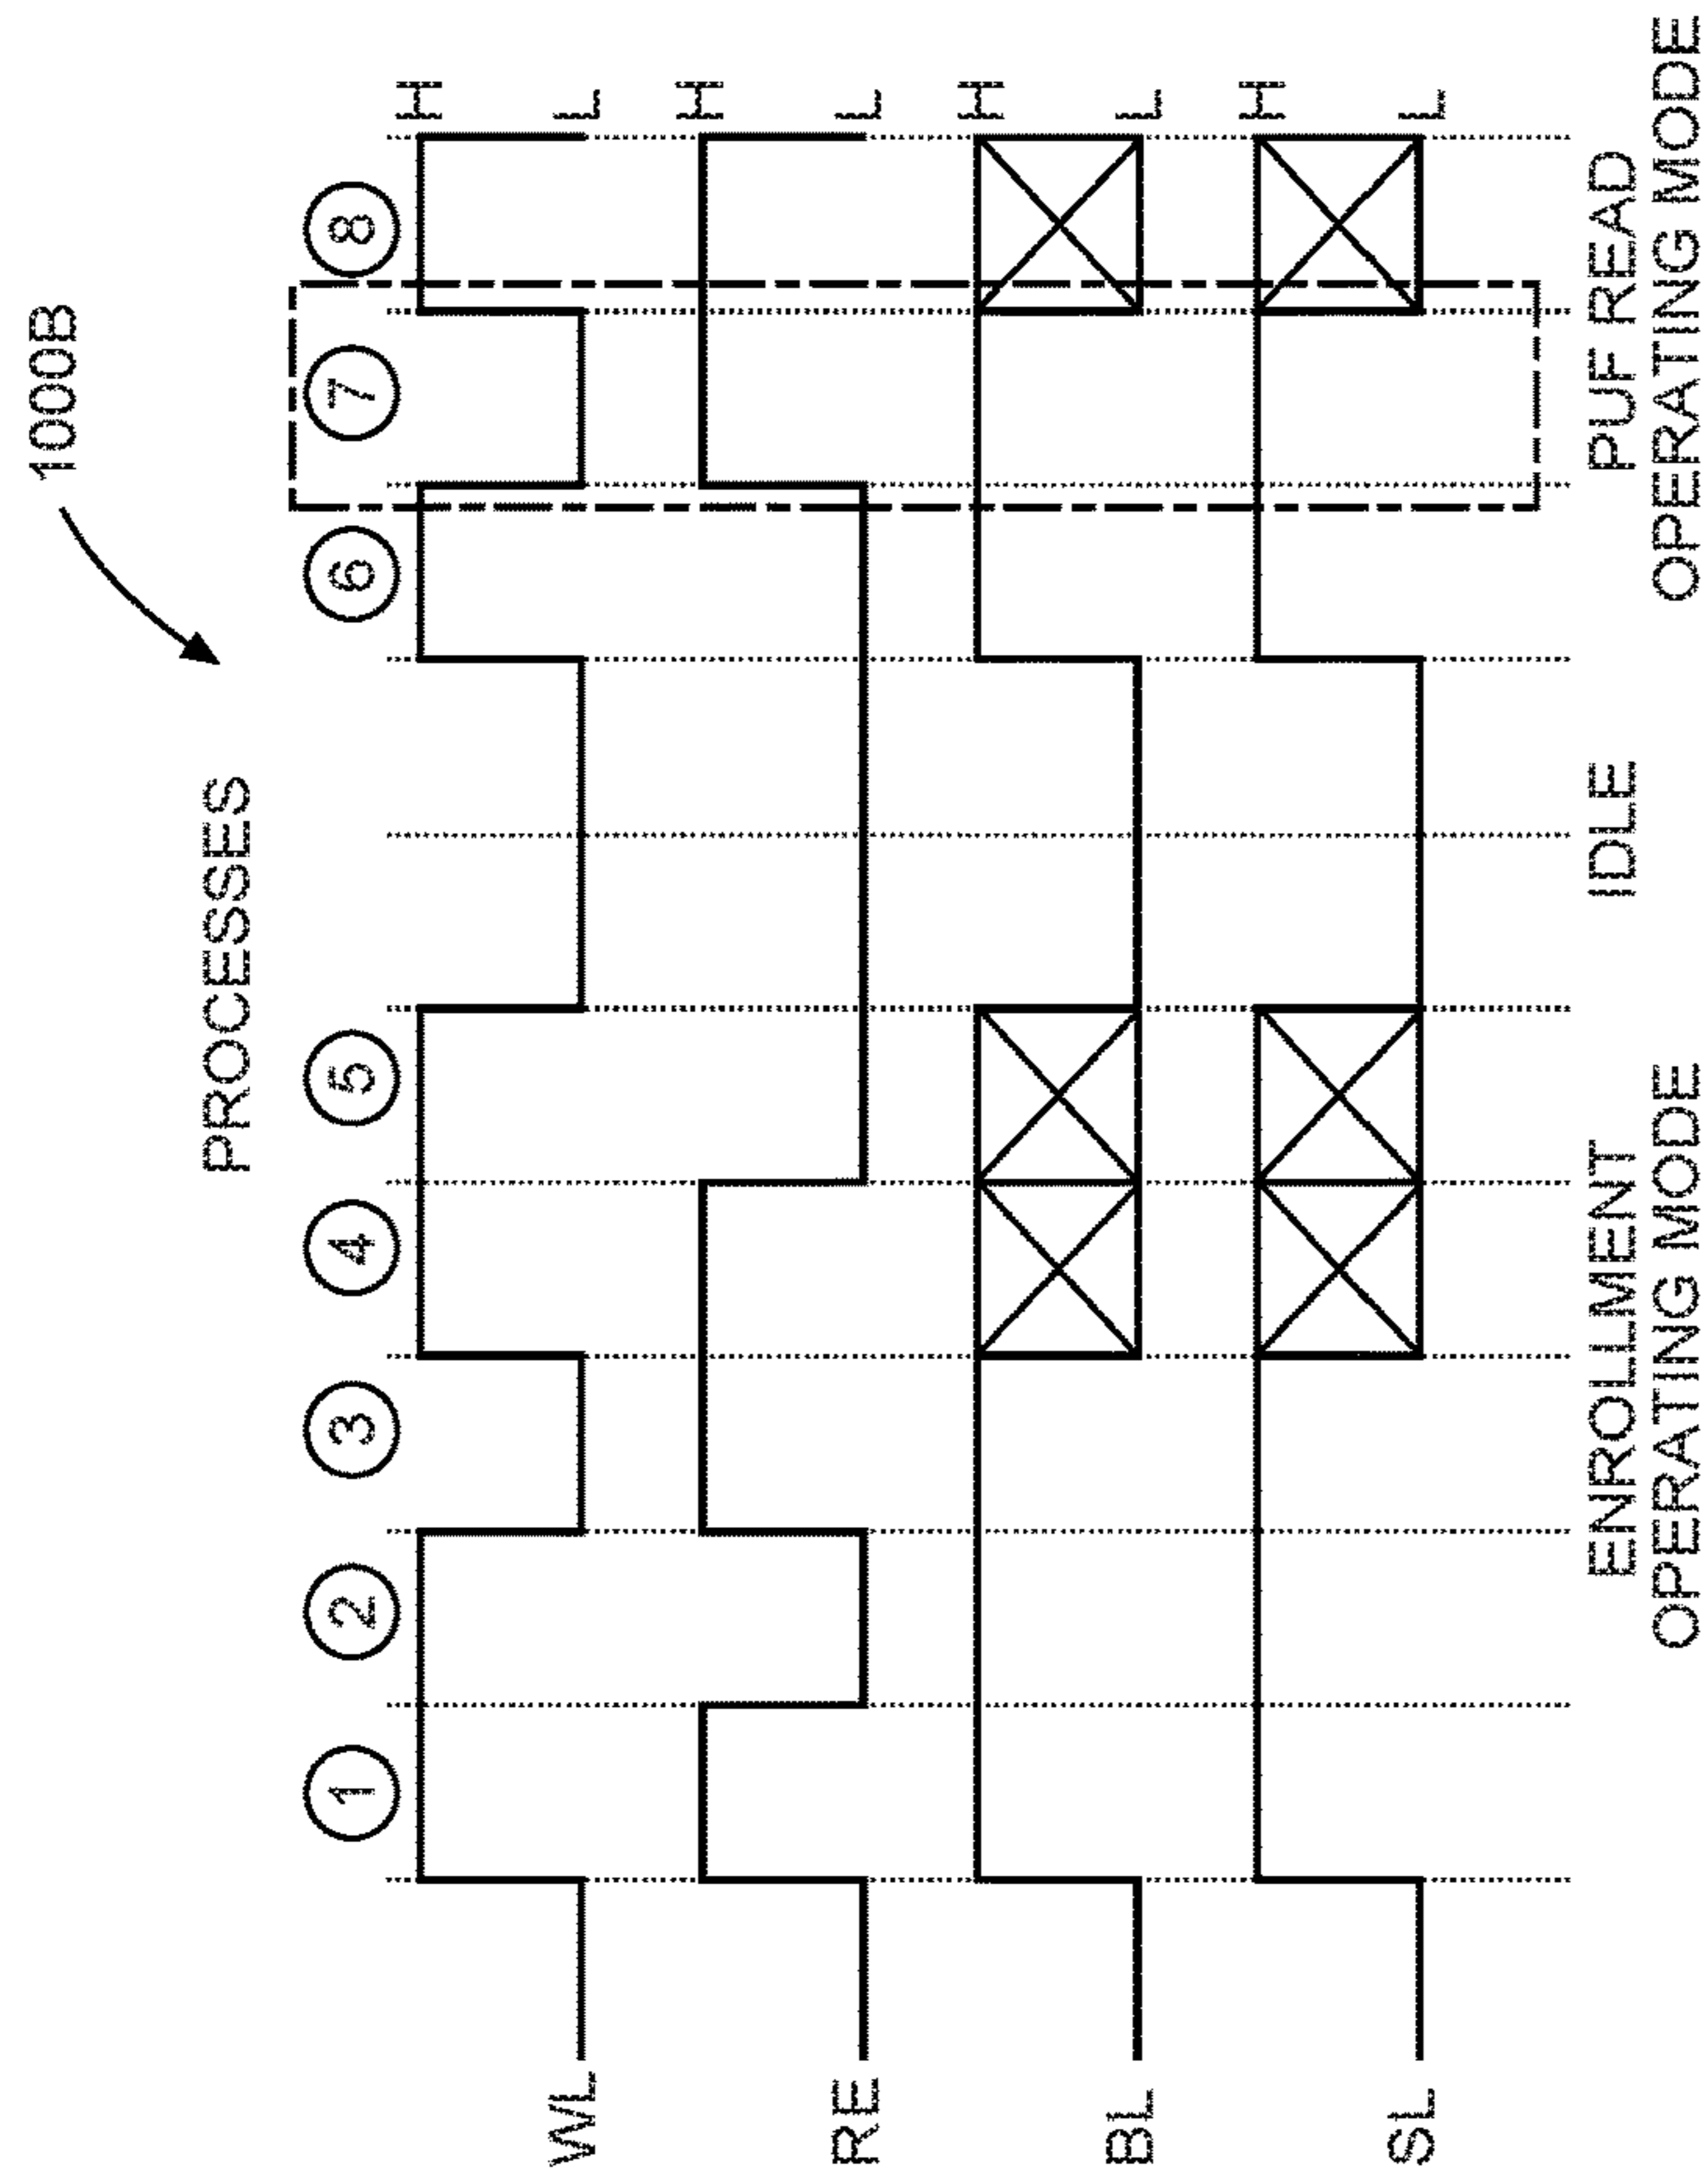 1000B
PROCESSES
1 2 3 4 5 6 7 8
WL H
L
RE H
L
BL H
L
SL H
L
ENROLLMENT
OPERATING MODE
IDLE
PUF READ
OPERATING MODE